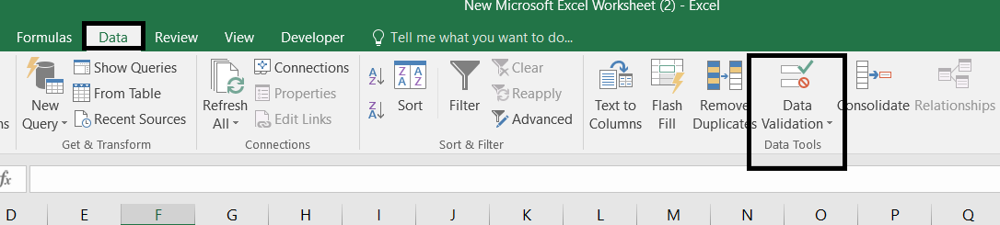 New Microsoft Excel Worksheet (2) - Excel
Formulas Data Review View Developer Tell me what you want to do...
New Query
Show Queries
From Table
Recent Sources
Get & Transform
Refresh All
Connections
Properties
Edit Links
Connections
A Z
Z A
Z A A Z
Sort
Filter
Clear
Reapply
Advanced
Sort & Filter
Text to Columns
Flash Fill
Remove Duplicates
Data Validation
Consolidate
Relationships
Data Tools
fx
D E F G H I J K L M N O P Q